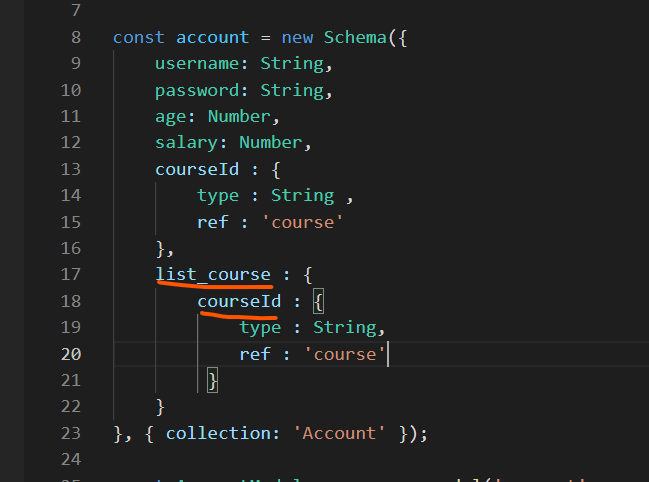 7
8 const account = new Schema({
9 username: String,
10 password: String,
11 age: Number,
12 salary: Number,
13 courseId : {
14 type : String ,
15 ref : 'course'
16 },
17 list_course : {
18 courseId : {
19 type : String,
20 ref : 'course'
21 }
22 }
23 }, { collection: 'Account' });
24